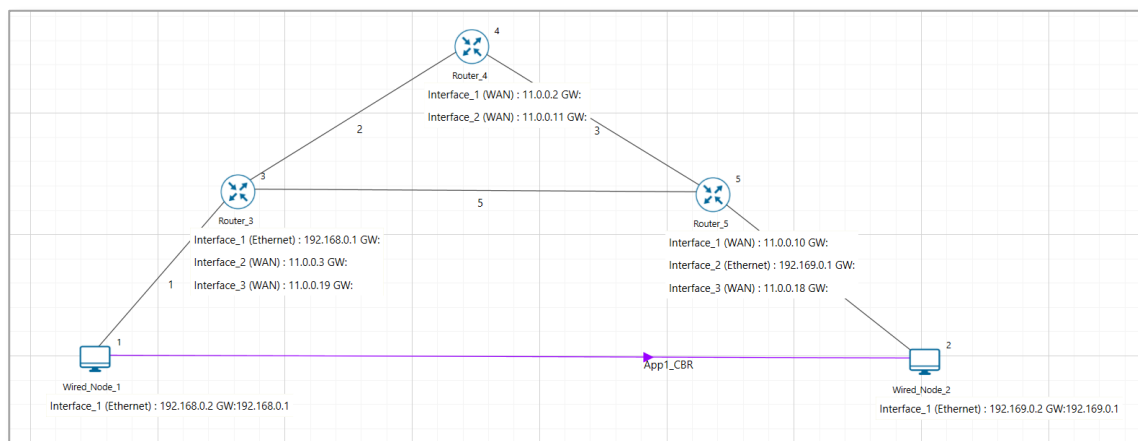 4
Router_4
Interface_1 (WAN) : 11.0.0.2 GW:
Interface_2 (WAN) : 11.0.0.11 GW:
2
3
3
5
Router_3
5
Router_5
Interface_1 (Ethernet) : 192.168.0.1 GW:
Interface_2 (WAN) : 11.0.0.3 GW:
Interface_3 (WAN) : 11.0.0.19 GW:
Interface_1 (WAN) : 11.0.0.10 GW:
Interface_2 (Ethernet) : 192.169.0.1 GW:
Interface_3 (WAN) : 11.0.0.18 GW:
1
1
2
App1_CBR
Wired_Node_1
Interface_1 (Ethernet) : 192.168.0.2 GW:192.168.0.1
Wired_Node_2
Interface_1 (Ethernet) : 192.169.0.2 GW:192.169.0.1